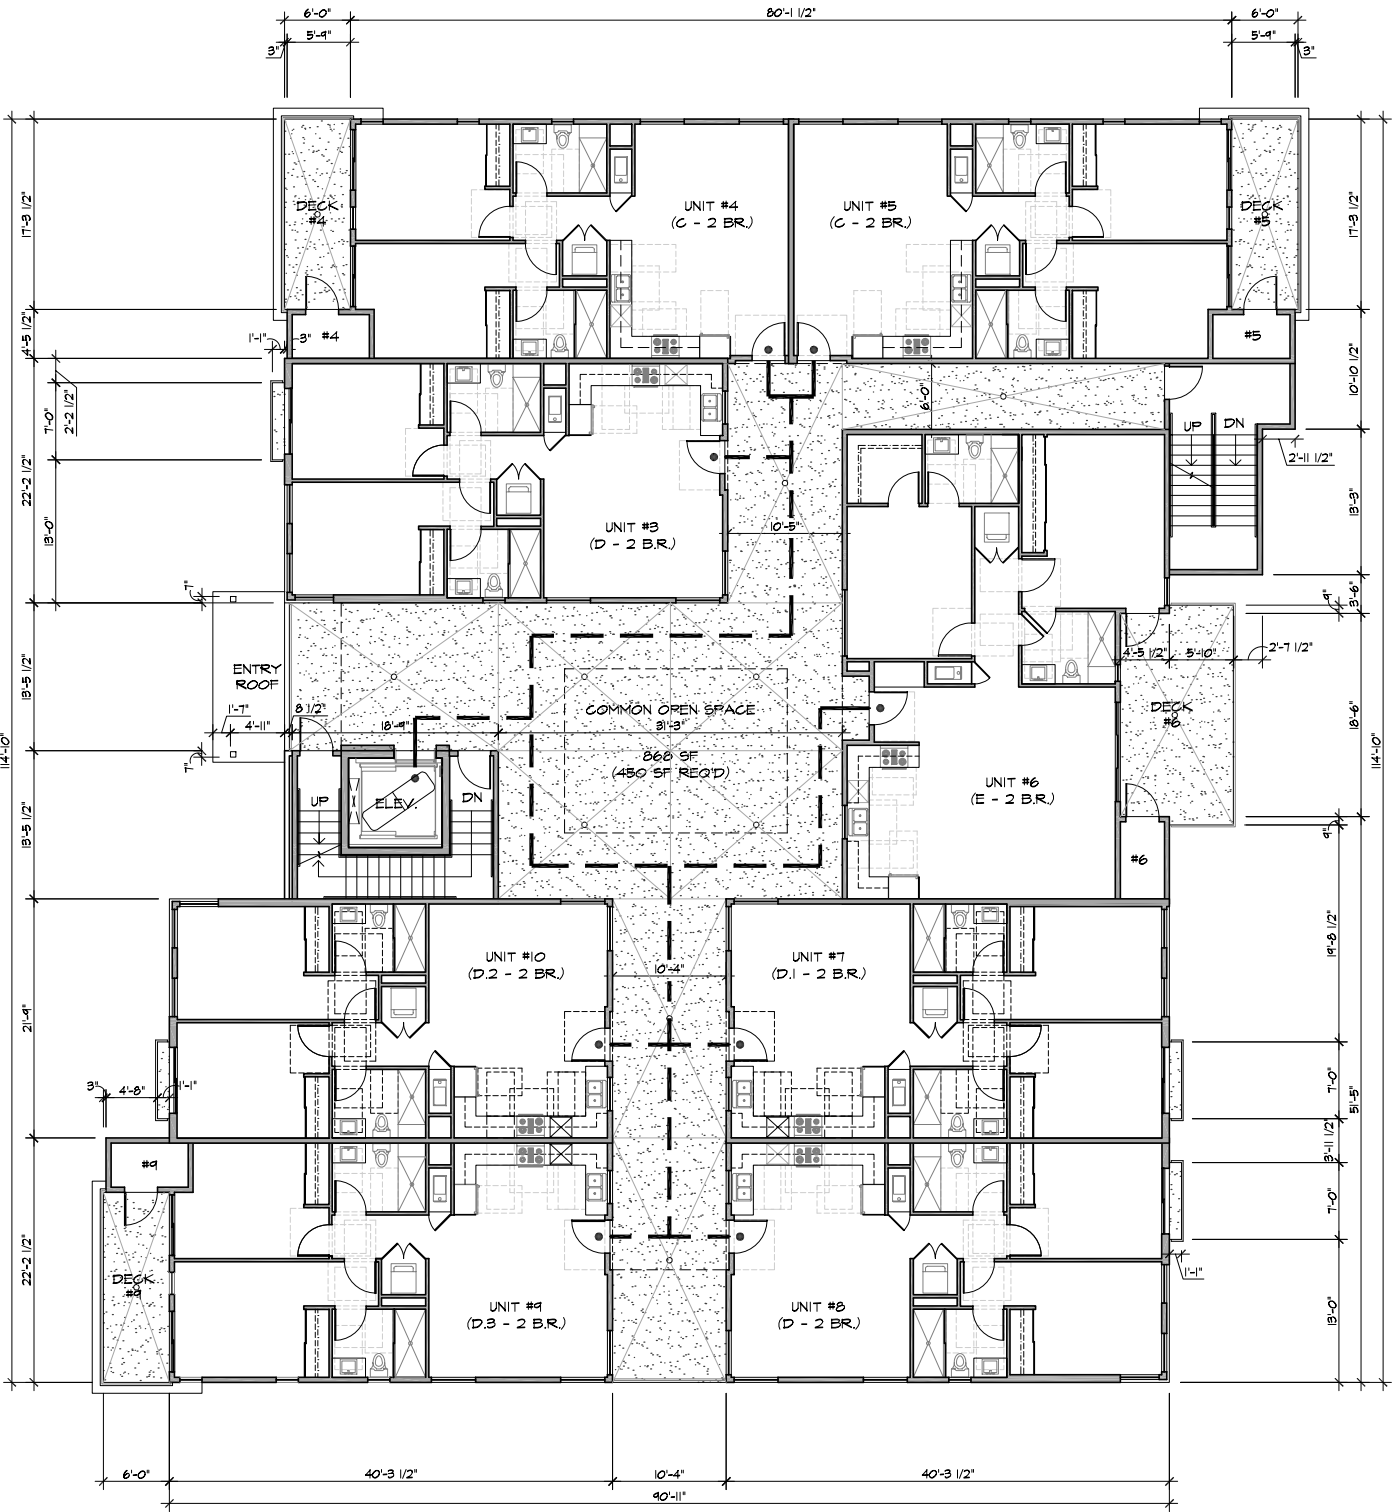 6'-0"
80'-1 1/2"
6'-0"
5'-9"
5'-9"
3"
3"
DECK
#4
UNIT #4
(C - 2 BR.)
UNIT #5
(C - 2 BR.)
DECK
#5
17'-3 1/2"
17'-3 1/2"
#4
#5
1'-1"
3"
4'-5 1/2"
10'-10 1/2"
7'-0"
2'-2 1/2"
6'-0"
UP
DN
2'-11 1/2"
22'-2 1/2"
13'-0"
13'-3"
UNIT #3
(D - 2 B.R.)
10'-5"
7"
9"
3'-6"
4'-5 1/2"
5'-10"
2'-7 1/2"
ENTRY
ROOF
13'-5 1/2"
1'-7"
4'-11"
8 1/2"
18'-9"
COMMON OPEN SPACE
31'-3"
868 SF
(450 SF REQ'D)
DECK
#6
18'-6"
114'-10"
114'-10"
7"
UP
ELEV.
DN
UNIT #6
(E - 2 B.R.)
13'-5 1/2"
9"
#6
UNIT #10
(D.2 - 2 BR.)
10'-4"
UNIT #7
(D.1 - 2 B.R.)
19'-8 1/2"
21'-9"
3"
4'-8"
1'-1"
7'-0"
51'-5"
3'-11 1/2"
#9
7'-0"
22'-2 1/2"
1'-1"
DECK
#9
UNIT #9
(D.3 - 2 B.R.)
UNIT #8
(D - 2 BR.)
13'-0"
6'-0"
40'-3 1/2"
10'-4"
40'-3 1/2"
90'-11"